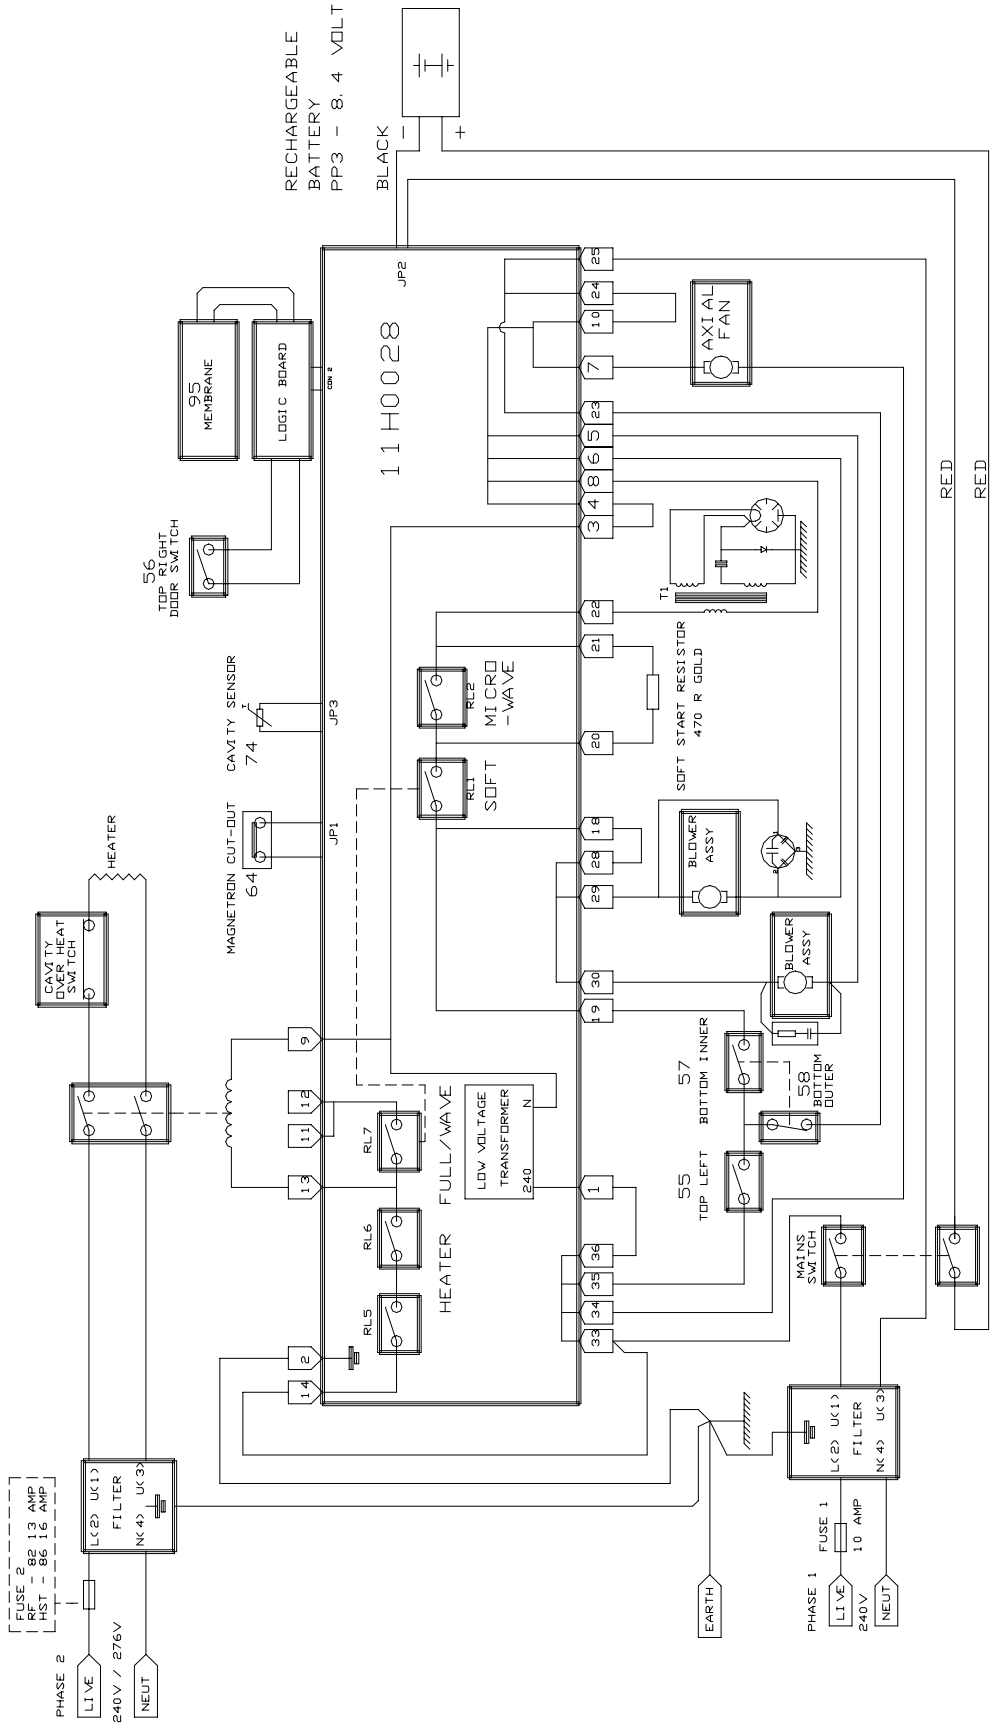 RECHARGEABLE
BATTERY
PP3 - 8.4 VOLT
BLACK
-
+
RED
RED
JP2
11H0028
95
MEMBRANE
LOGIC BOARD
CON 2
56
TOP RIGHT
DOOR SWITCH
CAVITY SENSOR
74
T
JP3
MAGNETRON CUT-OUT
64
JP1
HEATER
CAVITY
OVER HEAT
SWITCH
25
24
10
7
23
5
6
8
4
3
22
21
20
18
28
29
30
19
1
36
35
34
33
9
12
11
13
2
14
AXIAL
FAN
T1
SOFT START RESISTOR
470 R GOLD
RL2
MICRO
-WAVE
RL1
SOFT
BLOWER
ASSY
1
2
3
BLOWER
ASSY
57
BOTTOM INNER
58
BOTTOM
OUTER
55
TOP LEFT
LOW VOLTAGE
TRANSFORMER
240
N
HEATER FULL/WAVE
RL7
RL6
RL5
MAINS
SWITCH
L(2) U(1)
FILTER
N(4) U(3)
FUSE 2
RF - 82 13 AMP
HST - 86 16 AMP
PHASE 2
LIVE
240V / 276V
NEUT
EARTH
L(2) U(1)
FILTER
N(4) U(3)
FUSE 1
10 AMP
PHASE 1
LIVE
240V
NEUT